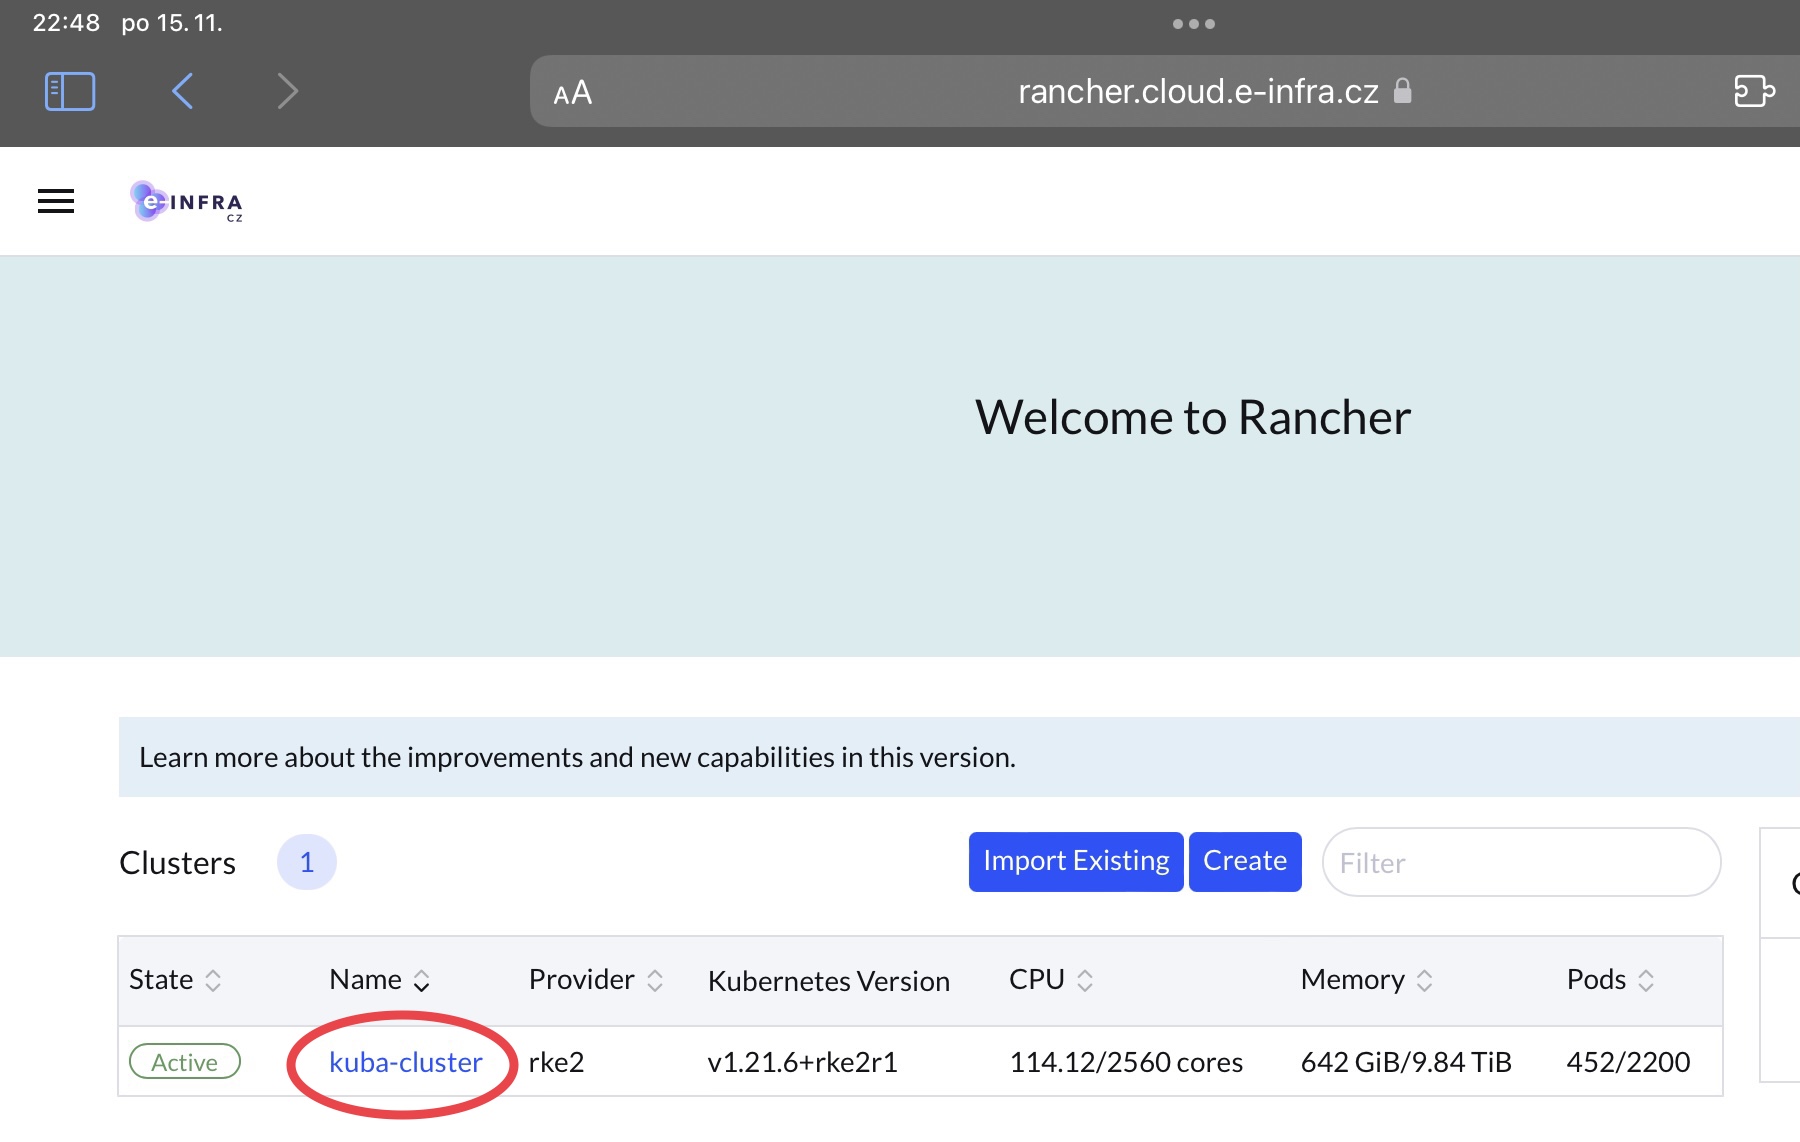 22:48 po 15. 11.
AA rancher.cloud.e-infra.cz
e-INFRA
CZ
Welcome to Rancher
Learn more about the improvements and new capabilities in this version.
Clusters 1 Import Existing Create Filter
State Name Provider Kubernetes Version CPU Memory Pods
Active kuba-cluster rke2 v1.21.6+rke2r1 114.12/2560 cores 642 GiB/9.84 TiB 452/2200